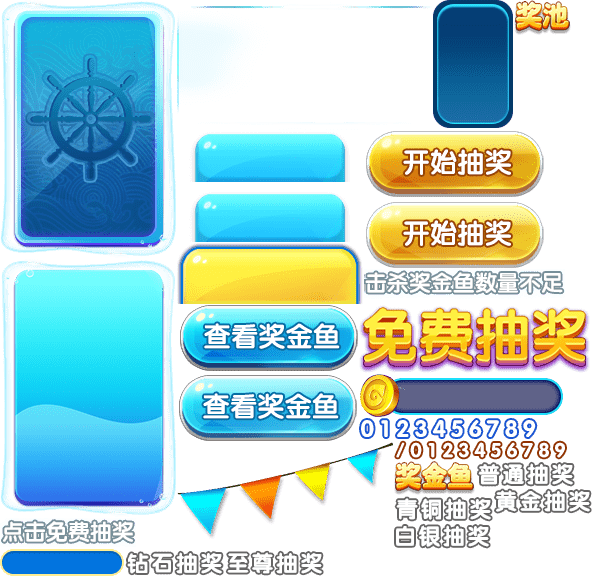 奖池
开始抽奖
开始抽奖
击杀奖金鱼数量不足
查看奖金鱼
免费抽奖
查看奖金鱼
0123456789
/0123456789
奖金鱼
普通抽奖
青铜抽奖
黄金抽奖
白银抽奖
点击免费抽奖
钻石抽奖
至尊抽奖